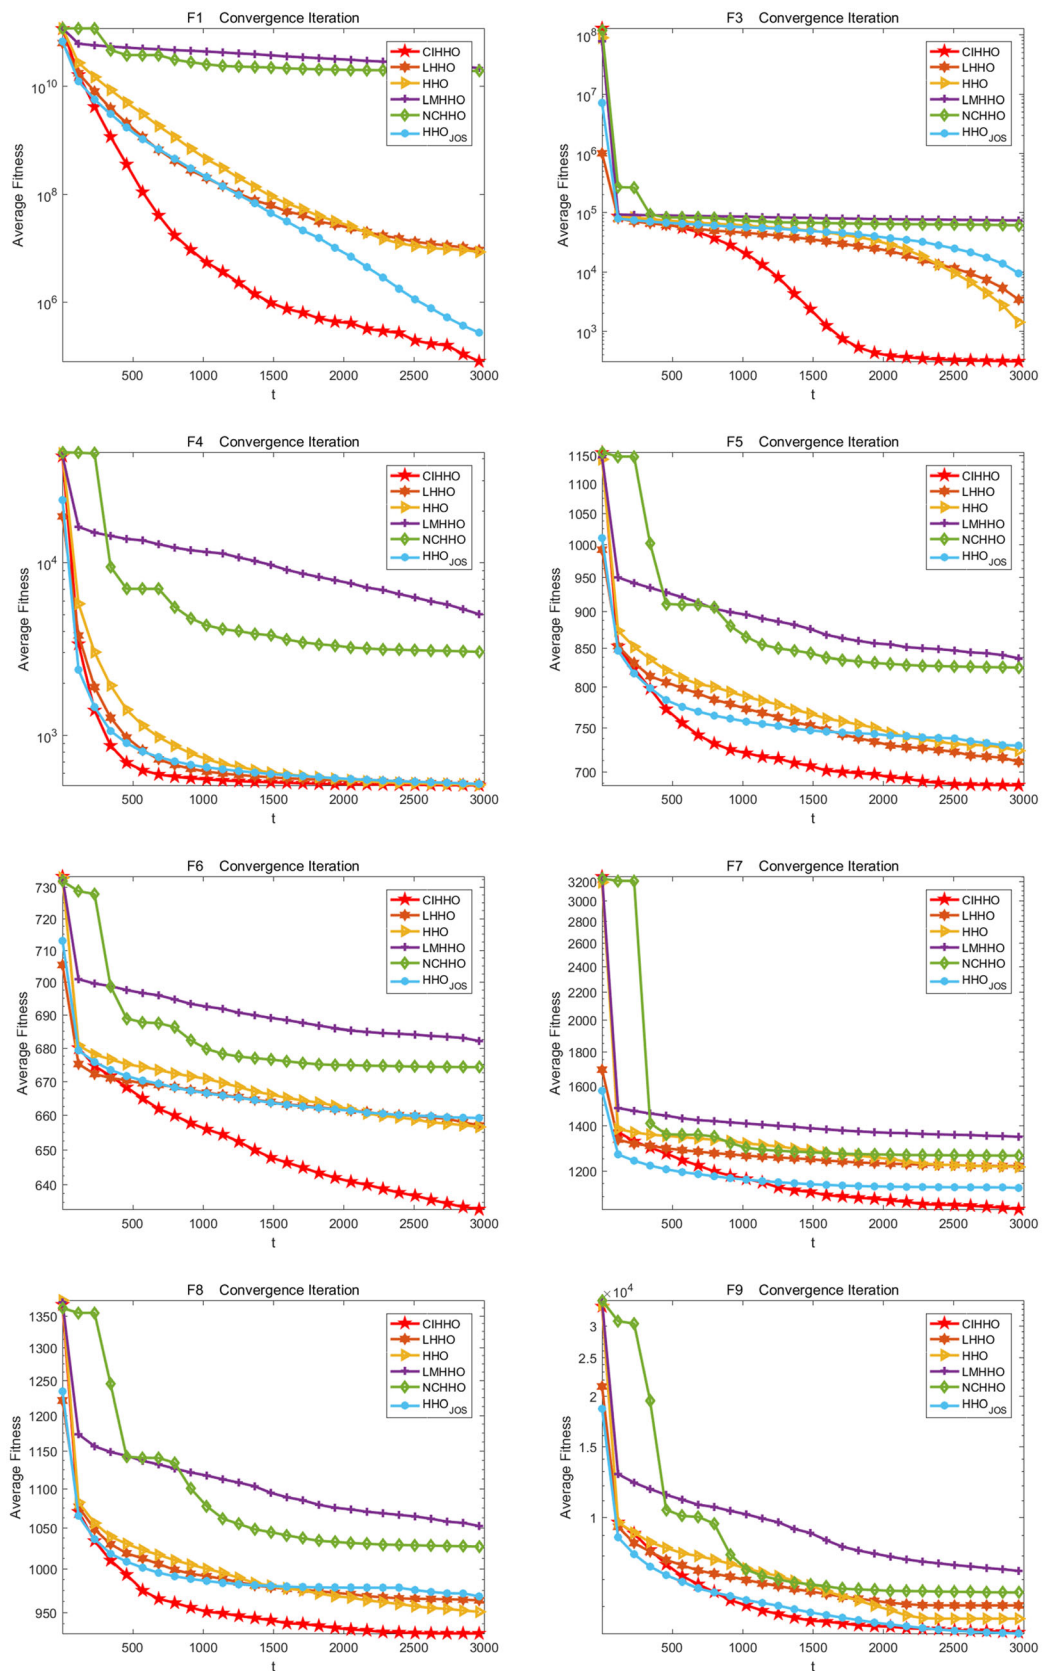 F1 Convergence Iteration
Average Fitness
10^10
10^8
10^6
500 1000 1500 2000 2500 3000
t
CIHHO
LHHO
HHO
LMHHO
NCHHO
HHO_JOS
F3 Convergence Iteration
Average Fitness
10^8
10^7
10^6
10^5
10^4
10^3
500 1000 1500 2000 2500 3000
t
CIHHO
LHHO
HHO
LMHHO
NCHHO
HHO_JOS
F4 Convergence Iteration
Average Fitness
10^4
10^3
500 1000 1500 2000 2500 3000
t
CIHHO
LHHO
HHO
LMHHO
NCHHO
HHO_JOS
F5 Convergence Iteration
Average Fitness
1150
1100
1050
1000
950
900
850
800
750
700
500 1000 1500 2000 2500 3000
t
CIHHO
LHHO
HHO
LMHHO
NCHHO
HHO_JOS
F6 Convergence Iteration
Average Fitness
730
720
710
700
690
680
670
660
650
640
500 1000 1500 2000 2500 3000
t
CIHHO
LHHO
HHO
LMHHO
NCHHO
HHO_JOS
F7 Convergence Iteration
Average Fitness
3200
3000
2800
2600
2400
2200
2000
1800
1600
1400
1200
500 1000 1500 2000 2500 3000
t
CIHHO
LHHO
HHO
LMHHO
NCHHO
HHO_JOS
F8 Convergence Iteration
Average Fitness
1350
1300
1250
1200
1150
1100
1050
1000
950
500 1000 1500 2000 2500 3000
t
CIHHO
LHHO
HHO
LMHHO
NCHHO
HHO_JOS
F9 Convergence Iteration
×10^4
Average Fitness
3
2.5
2
1.5
1
500 1000 1500 2000 2500 3000
t
CIHHO
LHHO
HHO
LMHHO
NCHHO
HHO_JOS